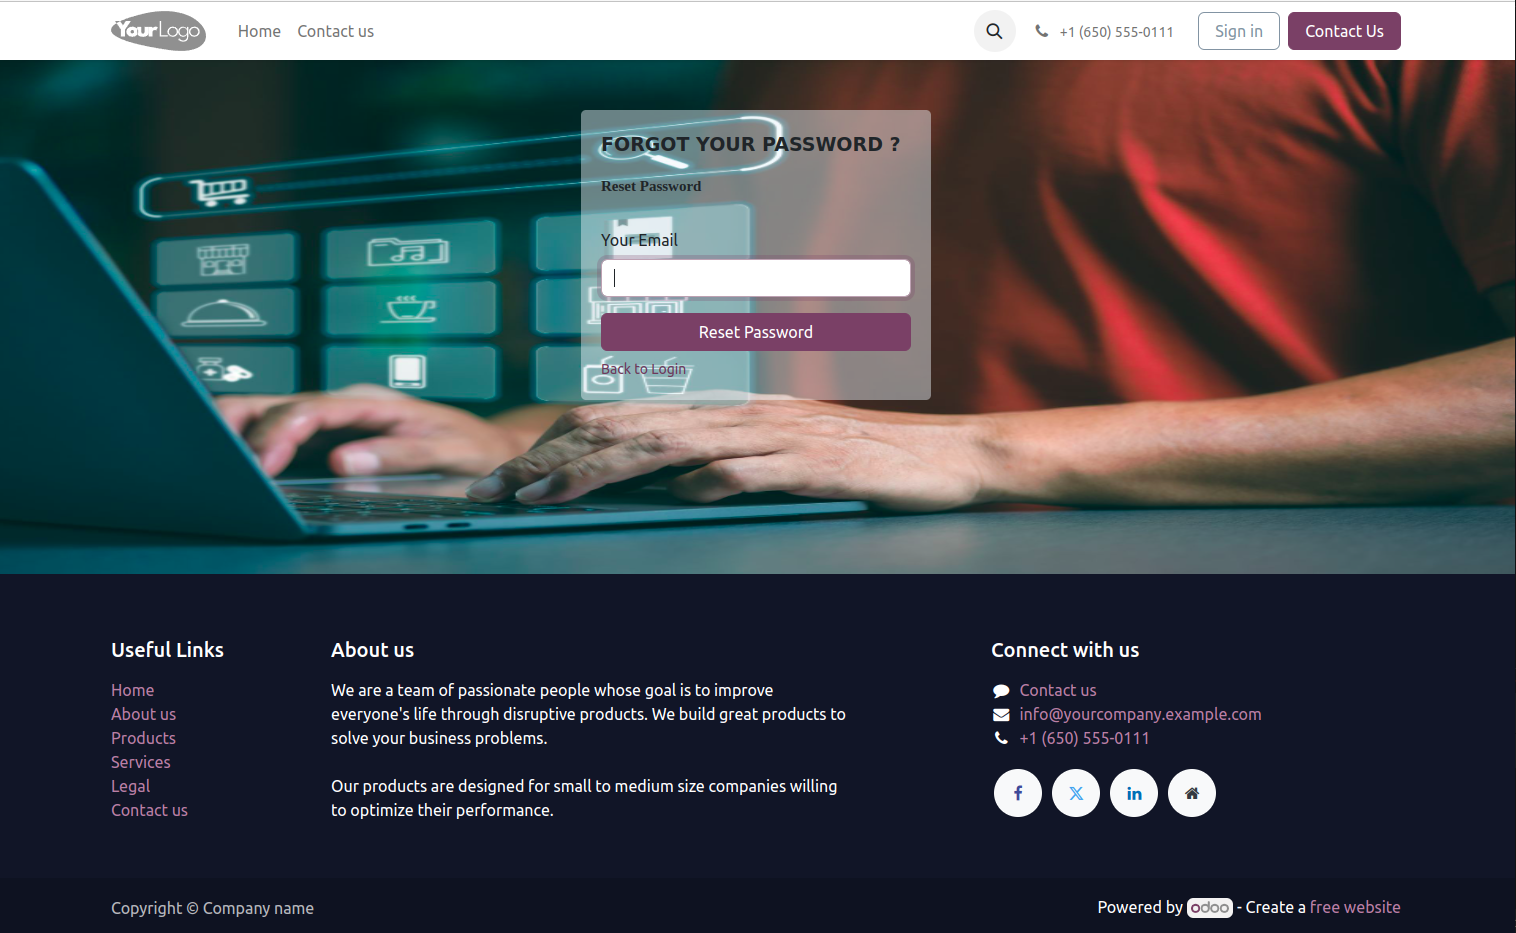 YourLogo
Home
Contact us
+1 (650) 555-0111
Sign in
Contact Us
FORGOT YOUR PASSWORD ?
Reset Password
Your Email
Reset Password
Back to Login
Useful Links
Home
About us
Products
Services
Legal
Contact us
About us
We are a team of passionate people whose goal is to improve
everyone's life through disruptive products. We build great products to
solve your business problems.
Our products are designed for small to medium size companies willing
to optimize their performance.
Connect with us
Contact us
info@yourcompany.example.com
+1 (650) 555-0111
Copyright © Company name
Powered by odoo - Create a free website